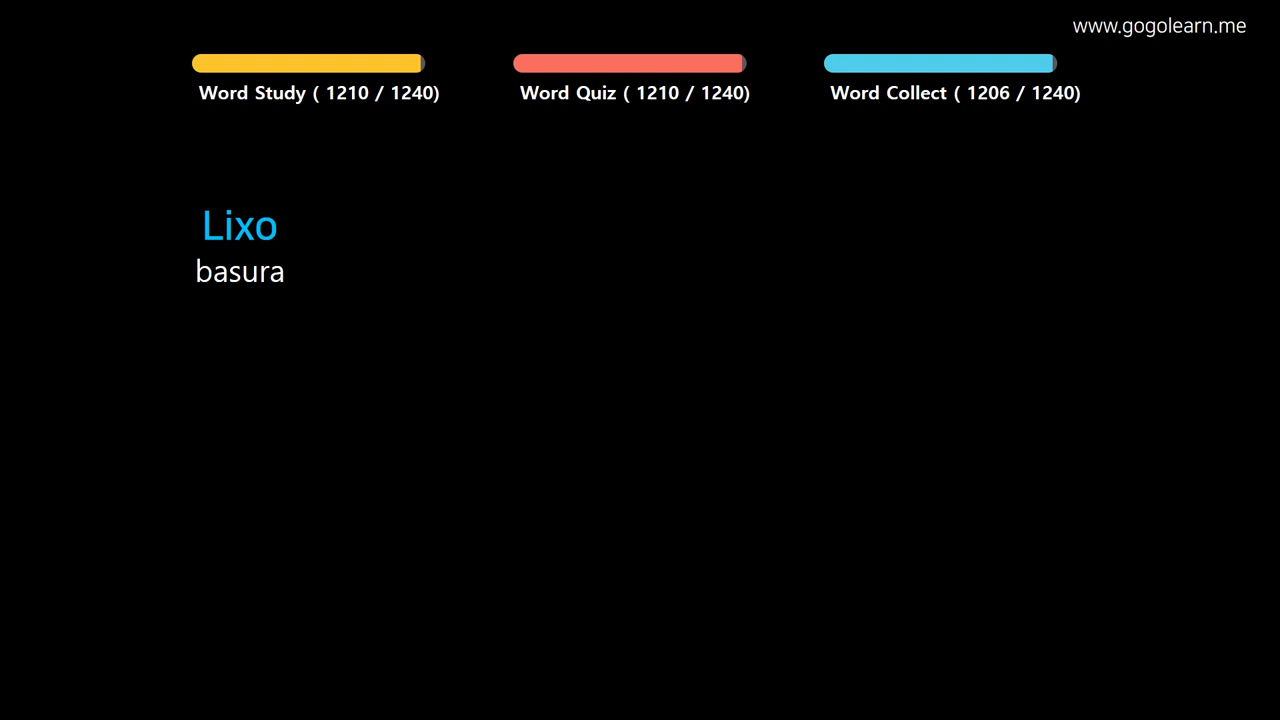 www.gogolearn.me
Word Study ( 1210 / 1240)
Word Quiz ( 1210 / 1240)
Word Collect ( 1206 / 1240)
Lixo
basura